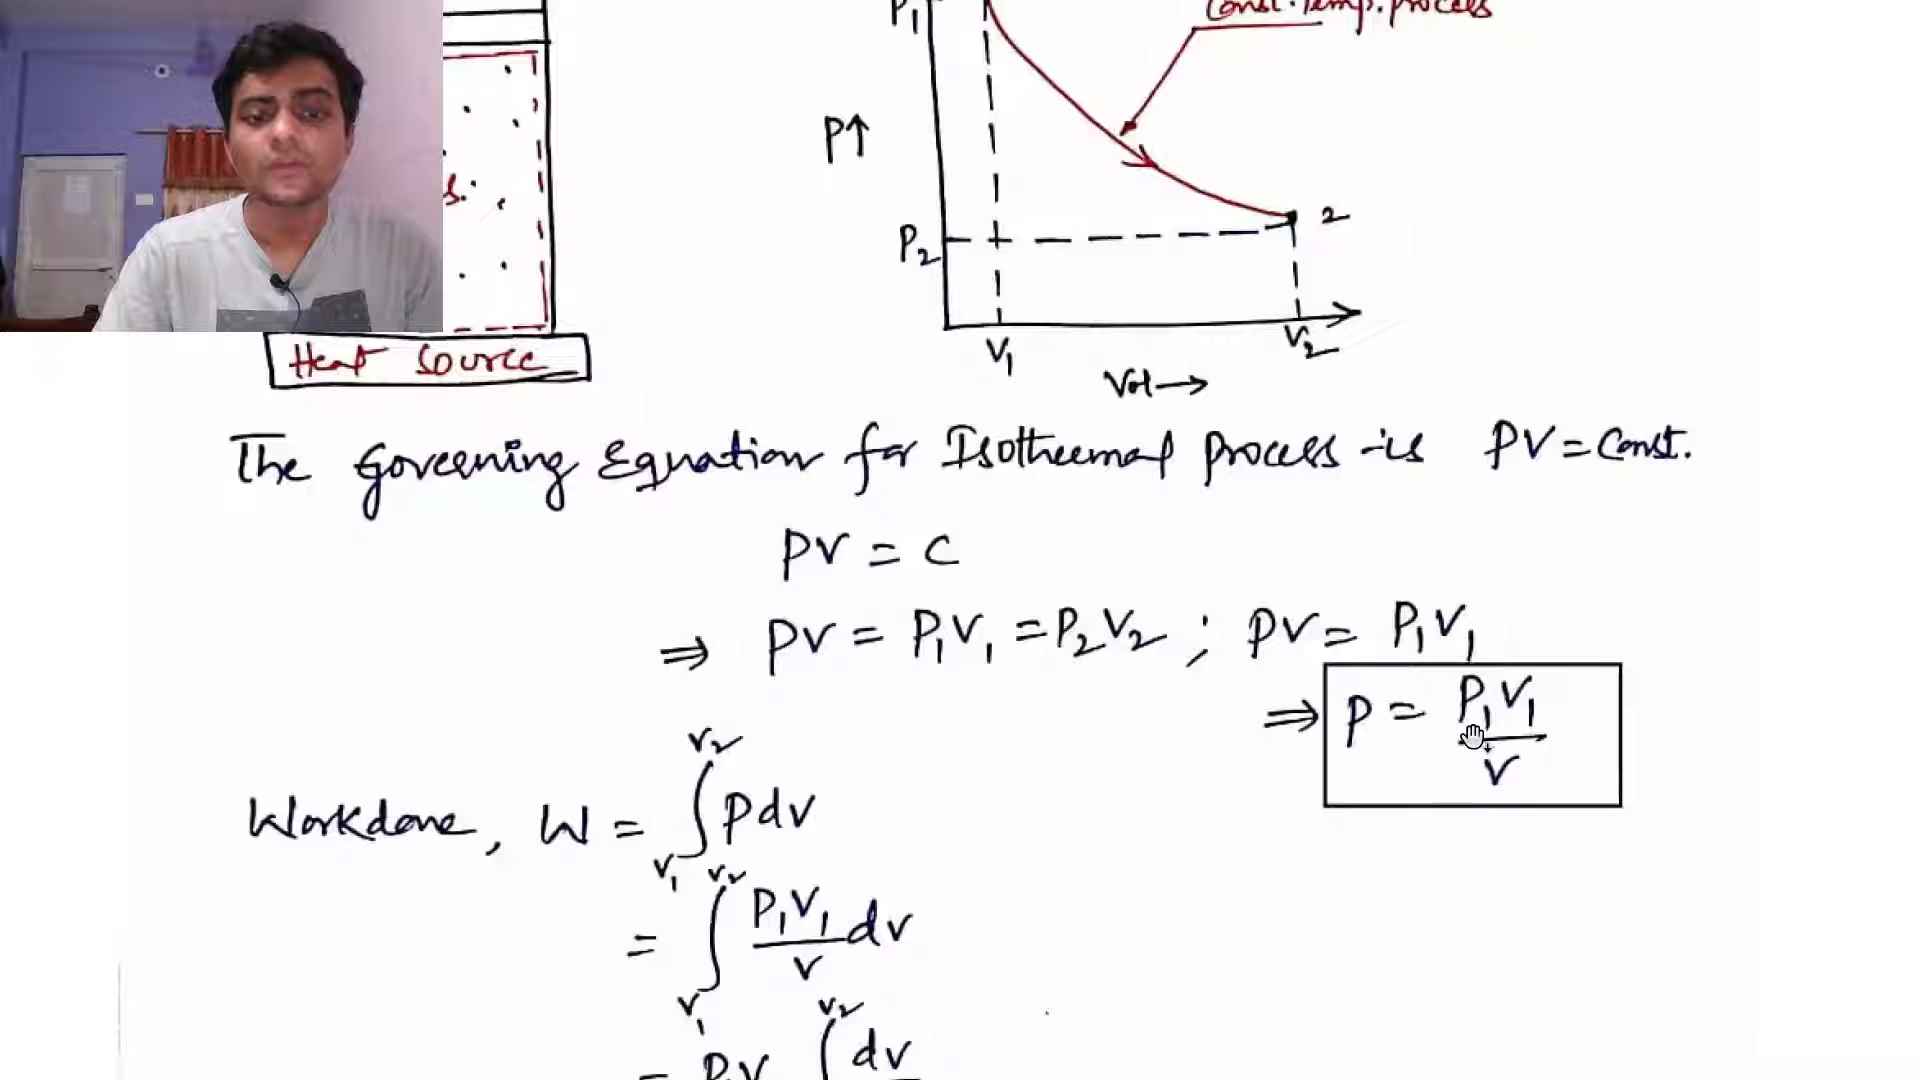 P₁
Const. Temp. process
s.
P↑
2
P₂
V₁
V₂
Vol→
Heat Source
The Governing Equation for Isothermal process is PV = Const.
PV = C
⇒ PV = P₁V₁ = P₂V₂ ; PV = P₁V₁
⇒ P = P₁V₁/V
Workdone, W = ∫_{V₁}^{V₂} PdV
= ∫_{V₁}^{V₂} P₁V₁/V dV
= P₁V₁ ∫^{V₂} dV